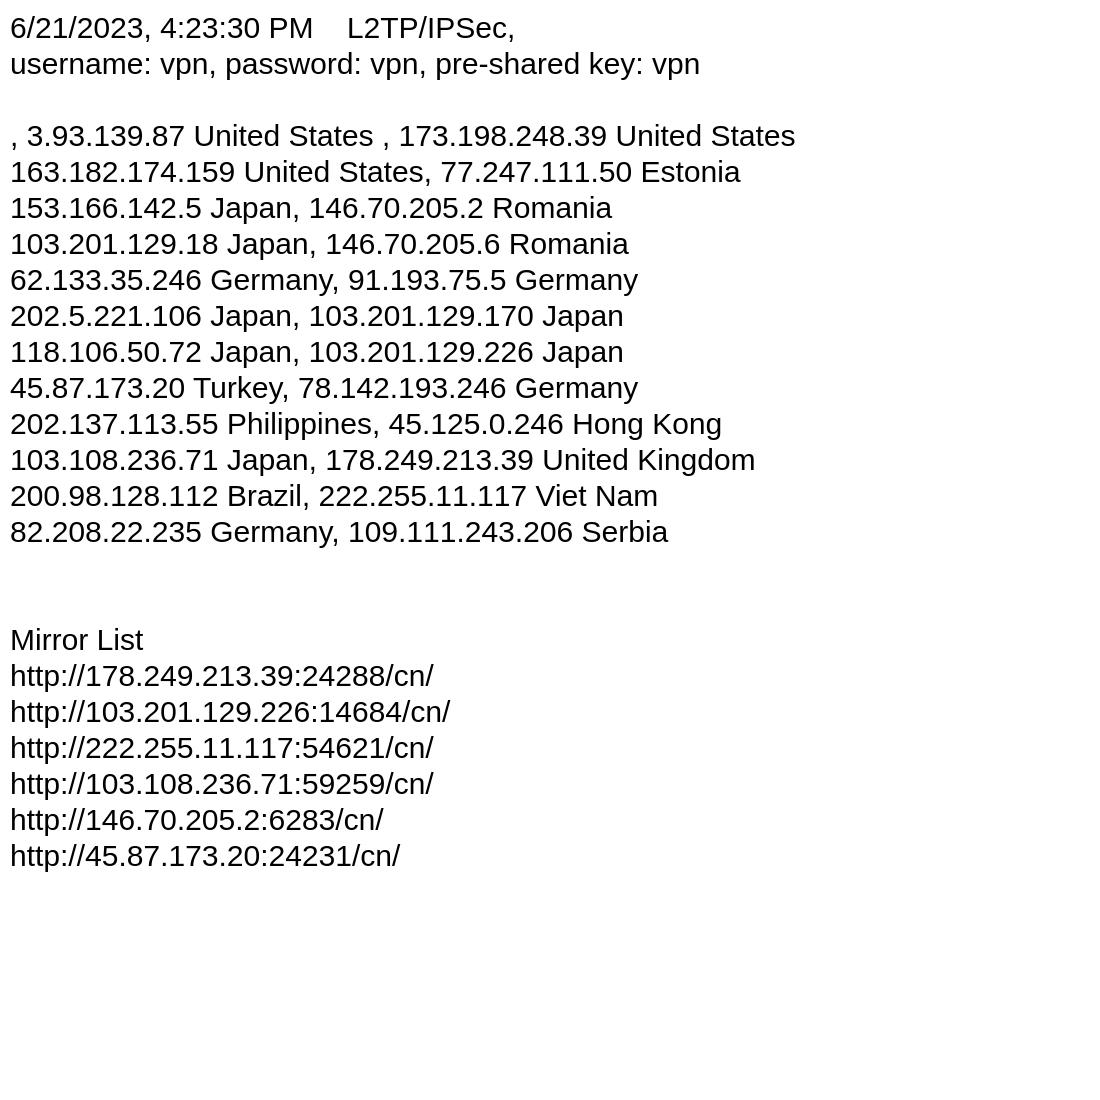 6/21/2023, 4:23:30 PM    L2TP/IPSec,
username: vpn, password: vpn, pre-shared key: vpn
, 3.93.139.87 United States , 173.198.248.39 United States
163.182.174.159 United States, 77.247.111.50 Estonia
153.166.142.5 Japan, 146.70.205.2 Romania
103.201.129.18 Japan, 146.70.205.6 Romania
62.133.35.246 Germany, 91.193.75.5 Germany
202.5.221.106 Japan, 103.201.129.170 Japan
118.106.50.72 Japan, 103.201.129.226 Japan
45.87.173.20 Turkey, 78.142.193.246 Germany
202.137.113.55 Philippines, 45.125.0.246 Hong Kong
103.108.236.71 Japan, 178.249.213.39 United Kingdom
200.98.128.112 Brazil, 222.255.11.117 Viet Nam
82.208.22.235 Germany, 109.111.243.206 Serbia
Mirror List
http://178.249.213.39:24288/cn/
http://103.201.129.226:14684/cn/
http://222.255.11.117:54621/cn/
http://103.108.236.71:59259/cn/
http://146.70.205.2:6283/cn/
http://45.87.173.20:24231/cn/